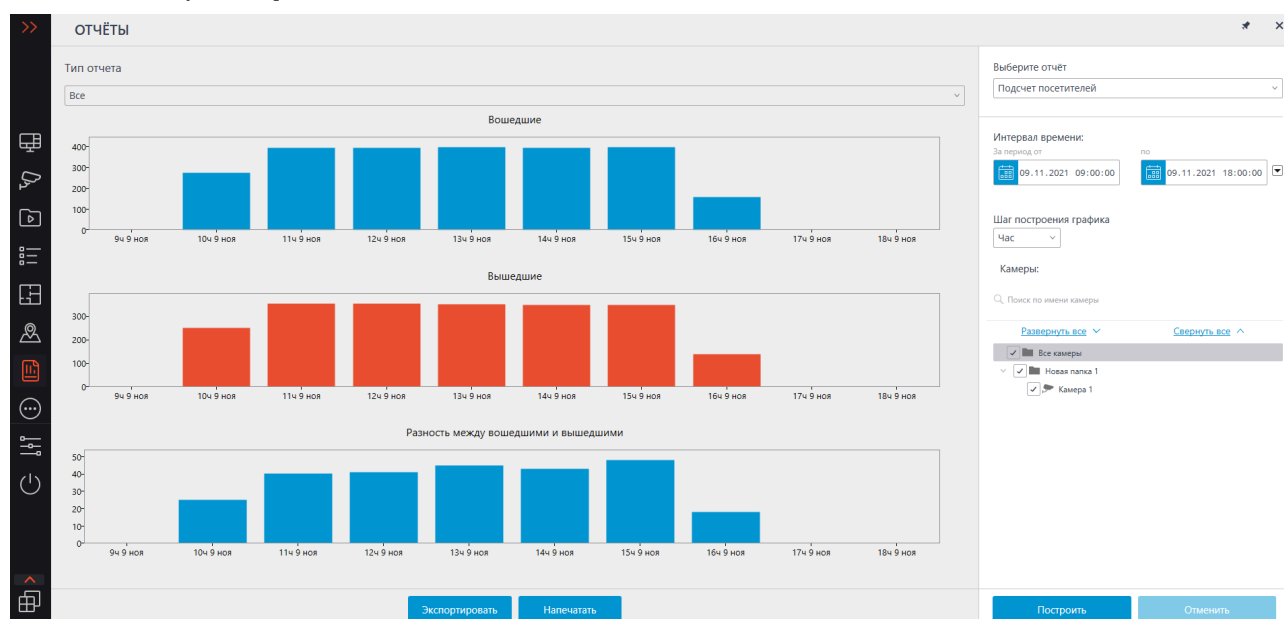 ОТЧЁТЫ
Тип отчета
Все
Вошедшие
400
300
200
100
0
9ч 9 ноя 10ч 9 ноя 11ч 9 ноя 12ч 9 ноя 13ч 9 ноя 14ч 9 ноя 15ч 9 ноя 16ч 9 ноя 17ч 9 ноя 18ч 9 ноя
Вышедшие
300
200
100
0
9ч 9 ноя 10ч 9 ноя 11ч 9 ноя 12ч 9 ноя 13ч 9 ноя 14ч 9 ноя 15ч 9 ноя 16ч 9 ноя 17ч 9 ноя 18ч 9 ноя
Разность между вошедшими и вышедшими
50
40
30
20
10
0
9ч 9 ноя 10ч 9 ноя 11ч 9 ноя 12ч 9 ноя 13ч 9 ноя 14ч 9 ноя 15ч 9 ноя 16ч 9 ноя 17ч 9 ноя 18ч 9 ноя
Экспортировать Напечатать
Выберите отчёт
Подсчет посетителей
Интервал времени:
За период от по
09.11.2021 09:00:00 09.11.2021 18:00:00
Шаг построения графика
Час
Камеры:
Поиск по имени камеры
Развернуть все Свернуть все
Все камеры
Новая папка 1
Камера 1
Построить Отменить